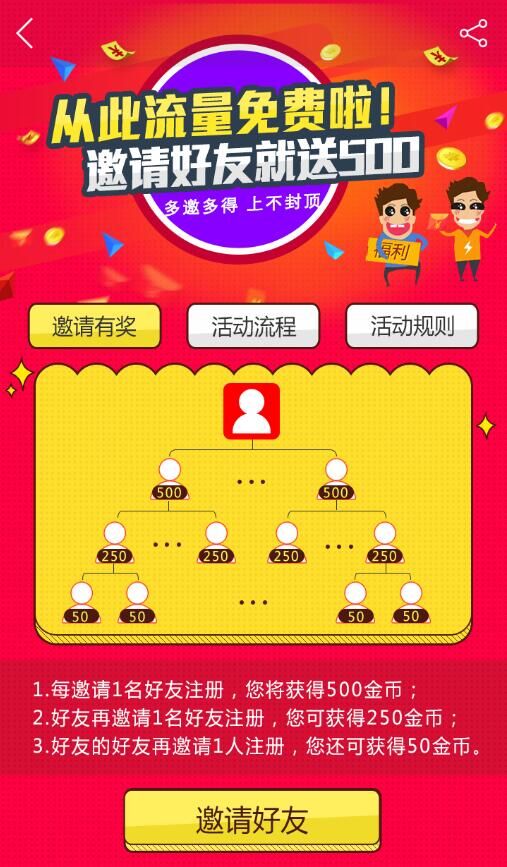 从此流量免费啦！
邀请好友就送500
多邀多得 上不封顶
福利
邀请有奖 活动流程 活动规则
500 500
250 250 250 250
50 50 50 50
1.每邀请1名好友注册，您将获得500金币；
2.好友再邀请1名好友注册，您可获得250金币；
3.好友的好友再邀请1人注册，您还可获得50金币。
邀请好友